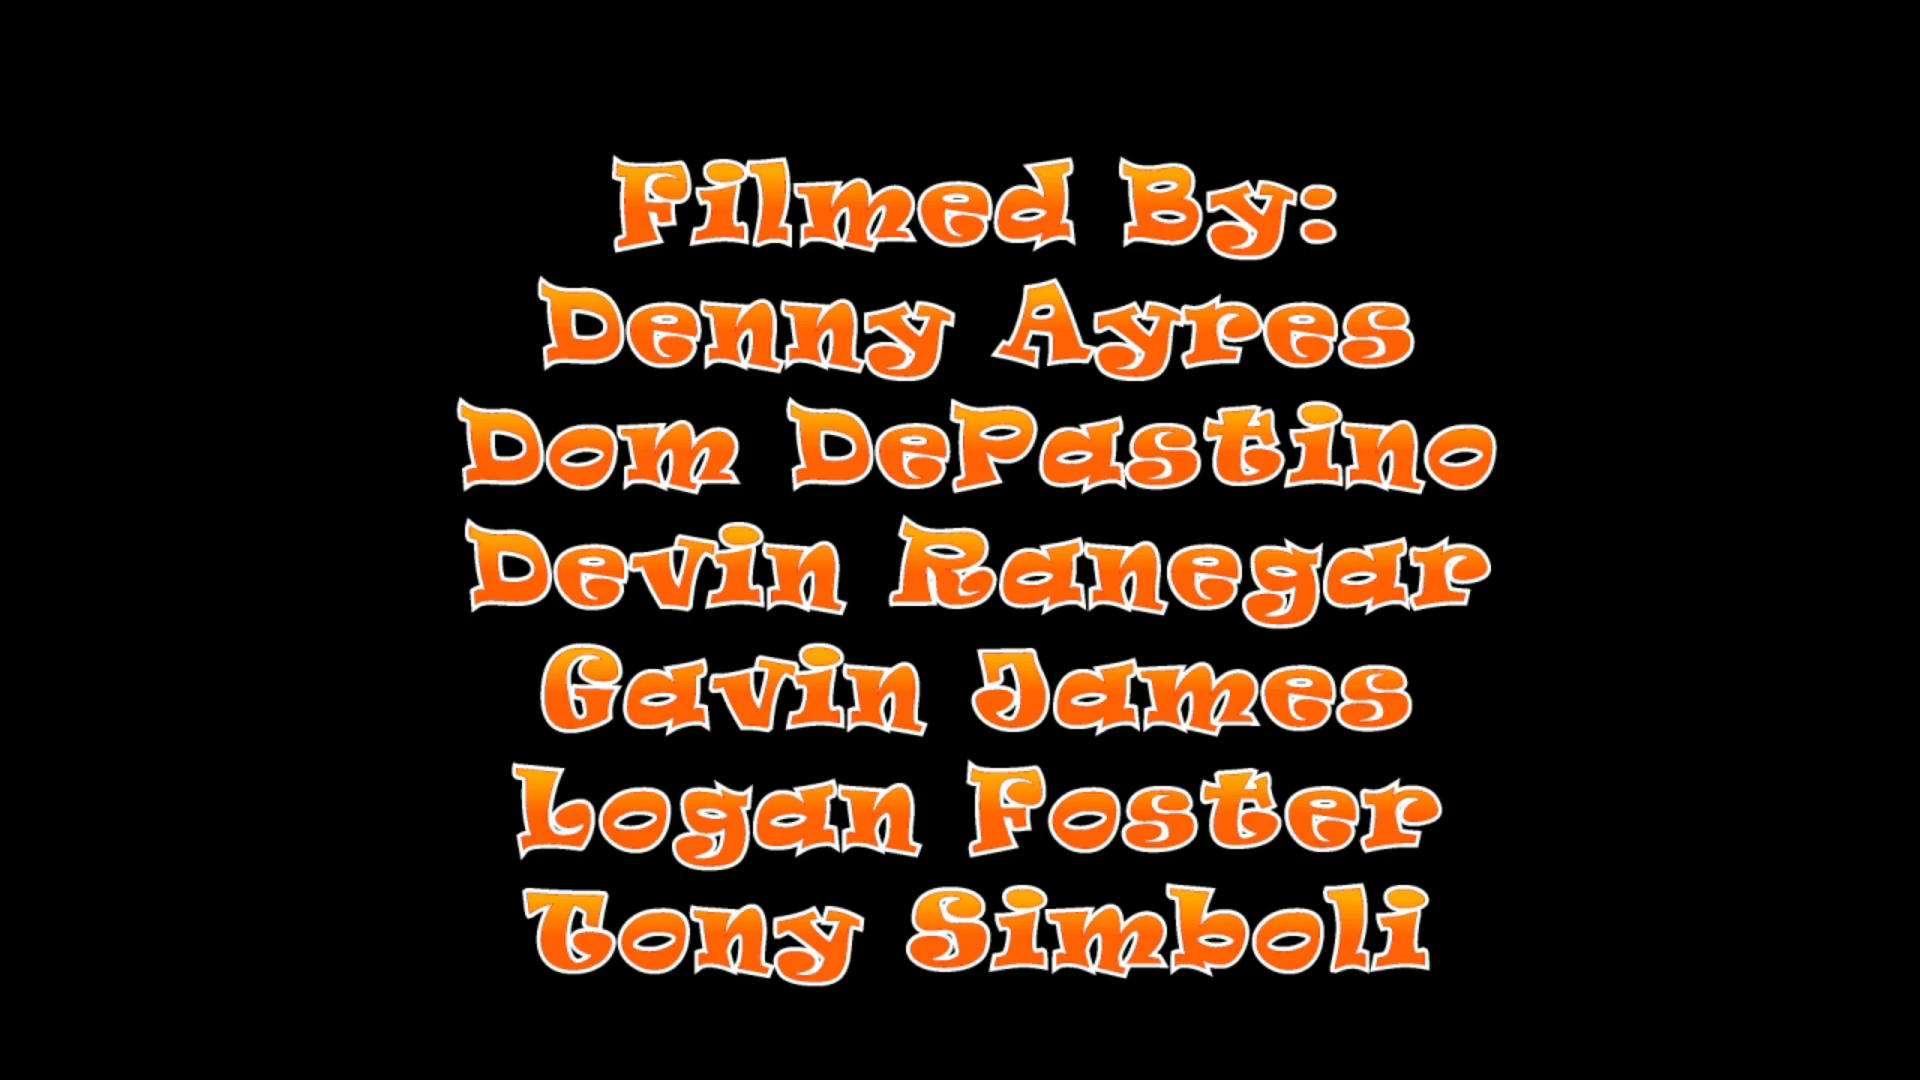 Filmed By:
Denny Ayres
Dom DePastino
Devin Ranegar
Gavin James
Logan Foster
Tony Simboli